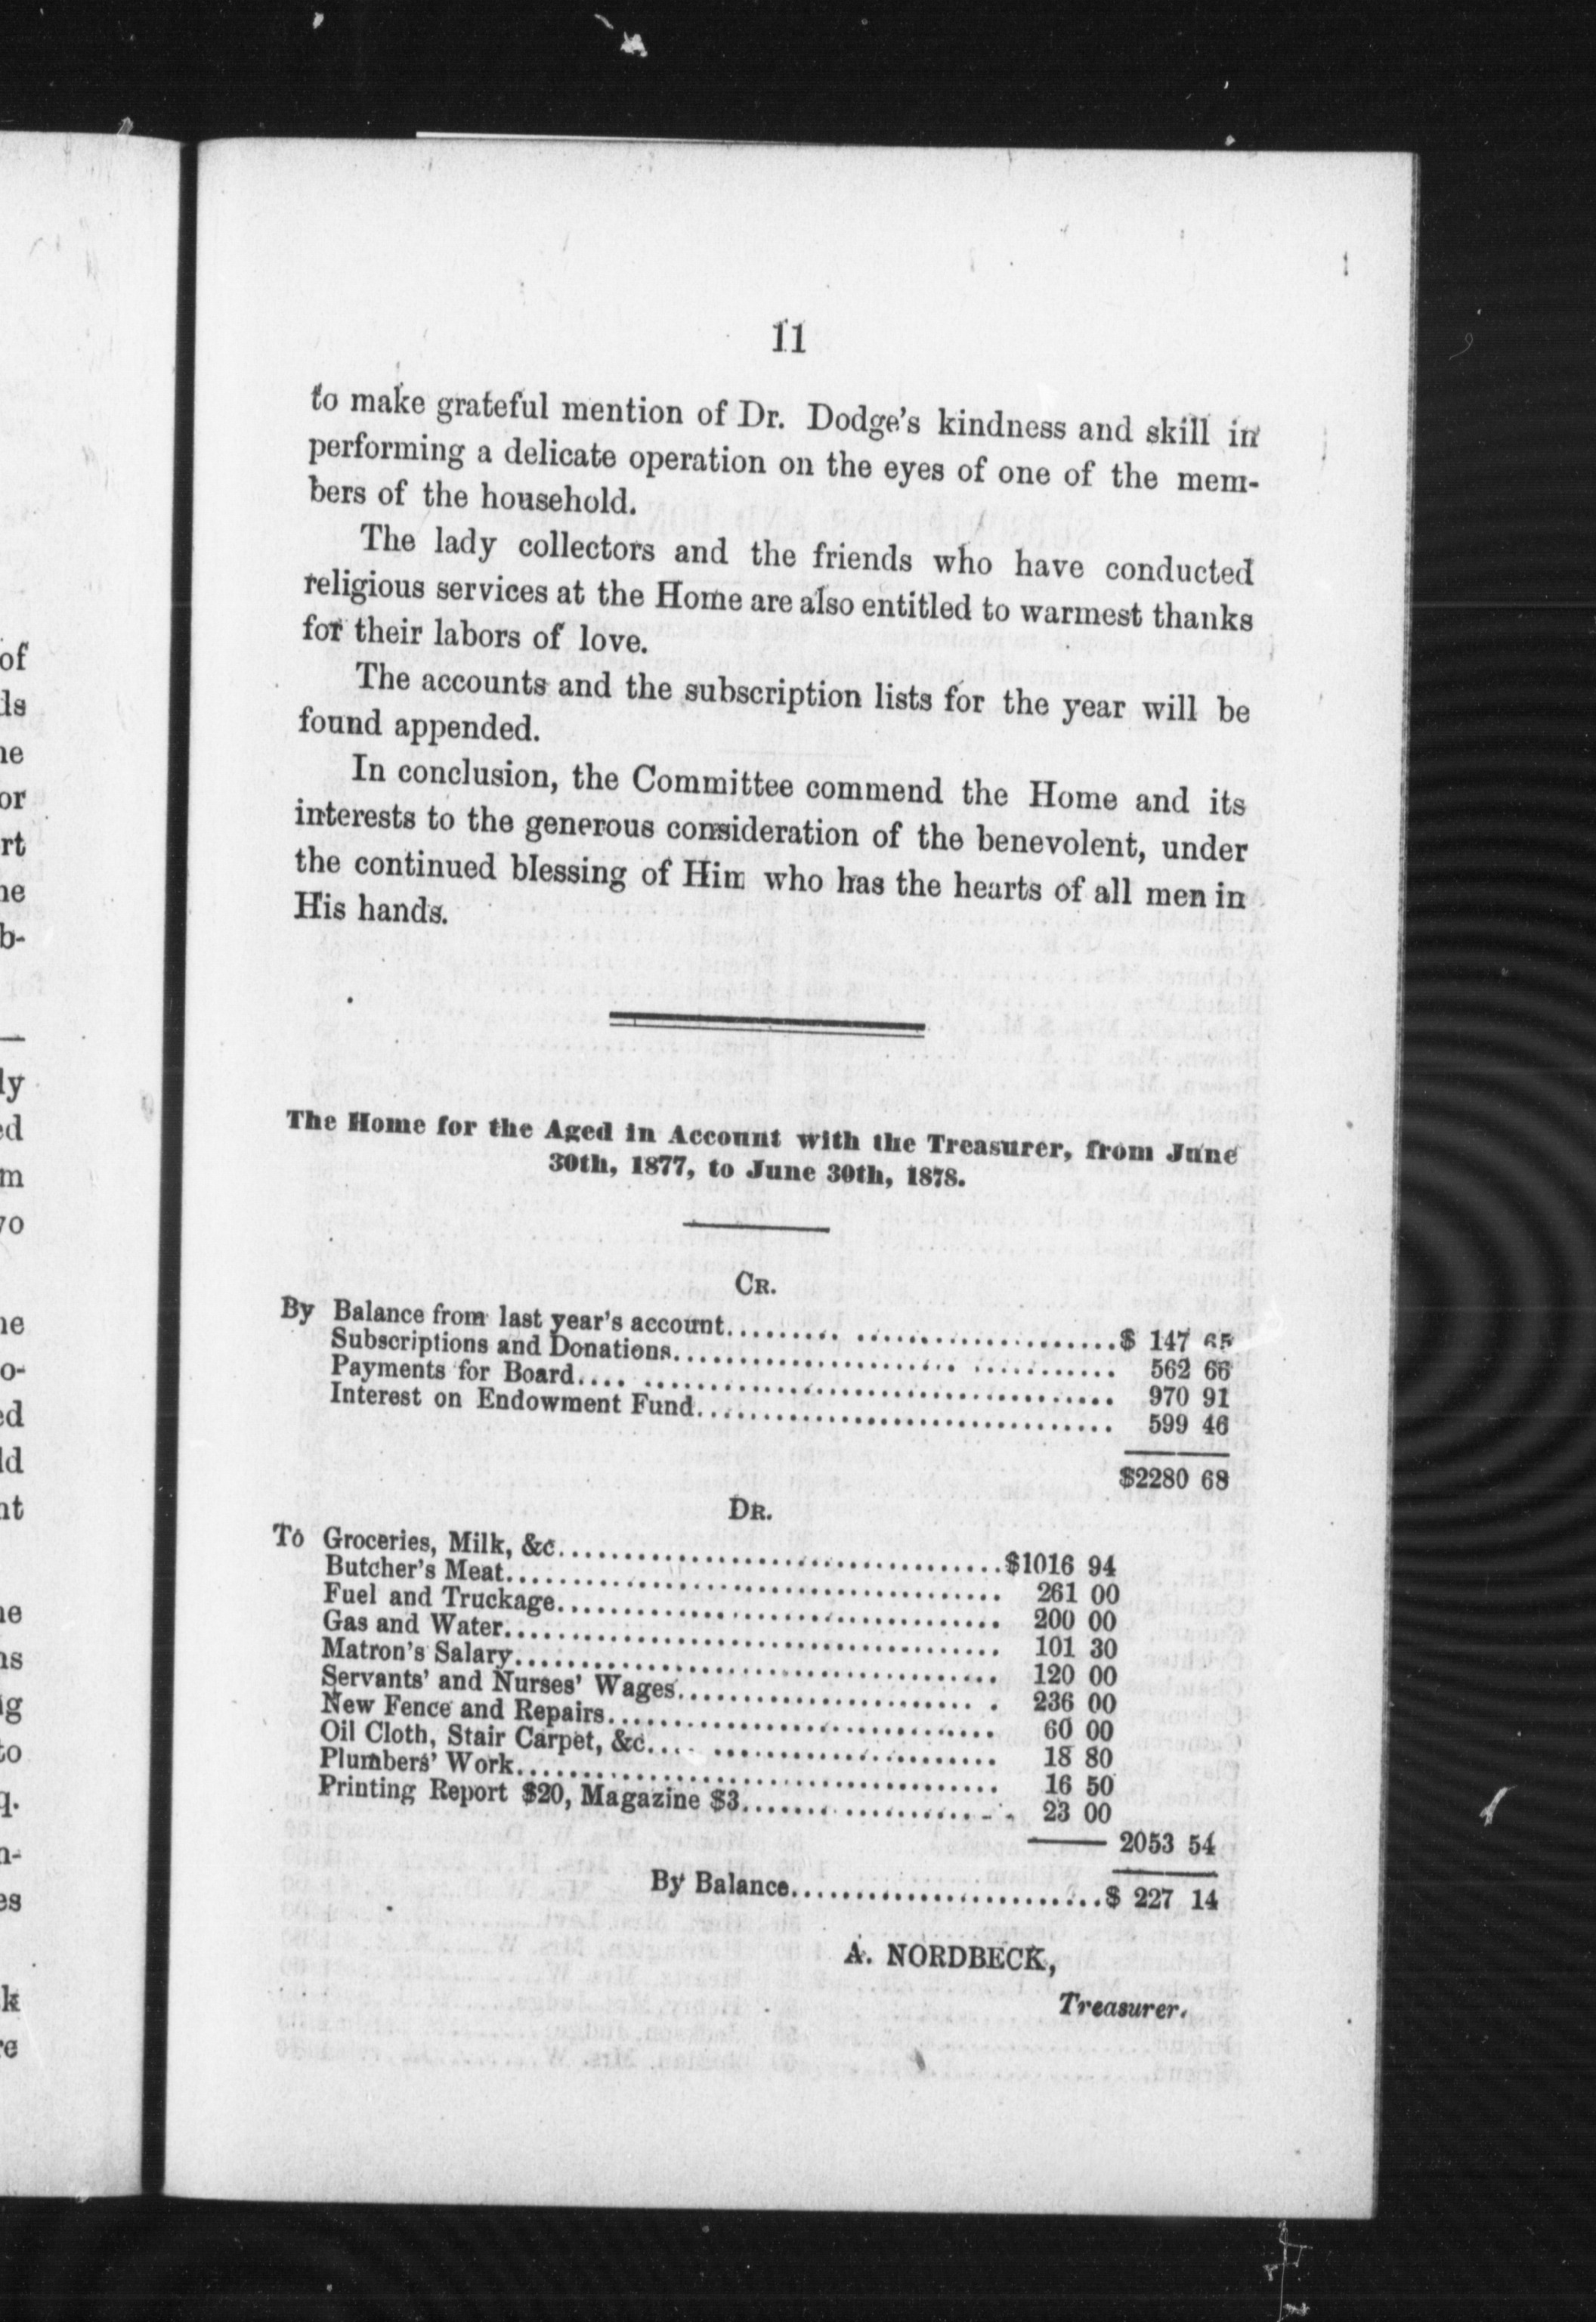 11
to make grateful mention of Dr. Dodge's kindness and skill in
performing a delicate operation on the eyes of one of the mem-
bers of the household.
The lady collectors and the friends who have conducted
religious services at the Home are also entitled to warmest thanks
for their labors of love.
The accounts and the subscription lists for the year will be
found appended.
In conclusion, the Committee commend the Home and its
interests to the generous consideration of the benevolent, under
the continued blessing of Him who has the hearts of all men in
His hands.
The Home for the Aged in Account with the Treasurer, from June
30th, 1877, to June 30th, 1878.
CR.
By Balance from last year's account.................................$ 147 65
Subscriptions and Donations................................. 562 66
Payments for Board....................................... 970 91
Interest on Endowment Fund................................ 599 46
$2280 68
DR.
To Groceries, Milk, &c..................................$1016 94
Butcher's Meat..................................... 261 00
Fuel and Truckage.................................. 200 00
Gas and Water...................................... 101 30
Matron's Salary..................................... 120 00
Servants' and Nurses' Wages........................ 236 00
New Fence and Repairs.............................. 60 00
Oil Cloth, Stair Carpet, &c.......................... 18 80
Plumbers' Work..................................... 16 50
Printing Report $20, Magazine $3.................... 23 00
2053 54
By Balance........................$ 227 14
A. NORDBECK,
Treasurer.